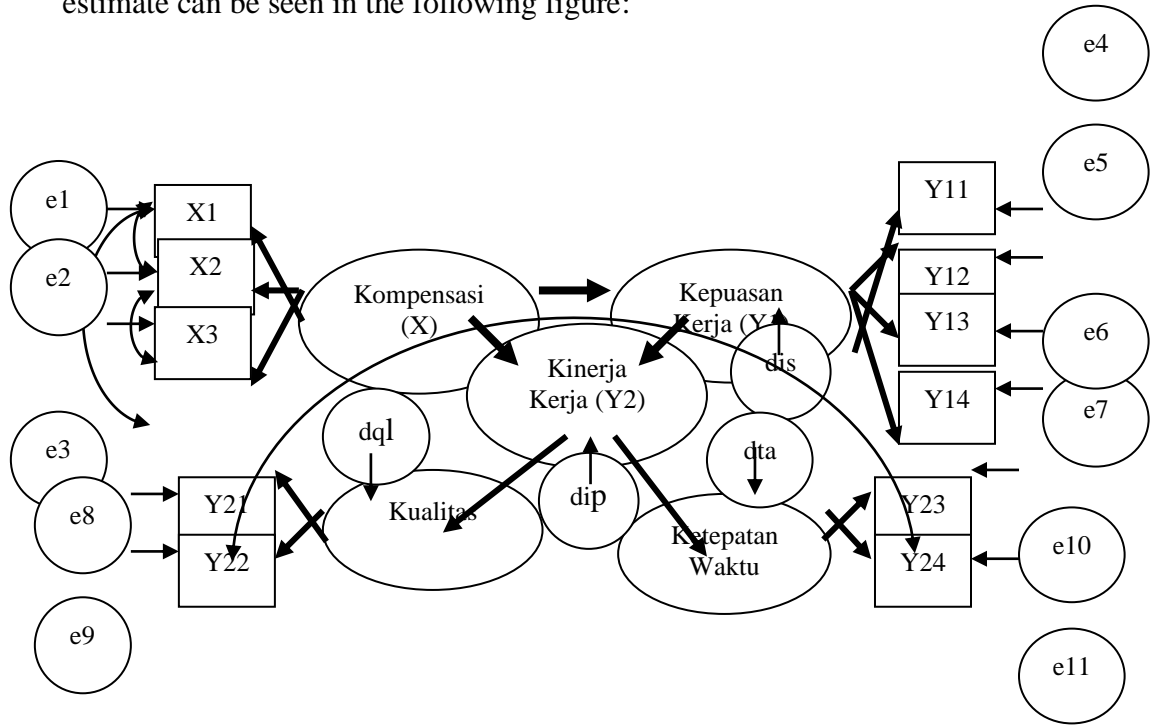 estimate can be seen in the following figure:
e4
e5
e1
X1
Y11
e2
X2
Kompensasi
(X)
Kepuasan
Kerja (Y1
Y12
X3
Y13
e6
dis
Kinerja
Kerja (Y2)
Y14
e7
dql
dta
e3
dip
Y21
Kualitas
Y23
e8
Ketepatan
Waktu
Y22
Y24
e10
e9
e11